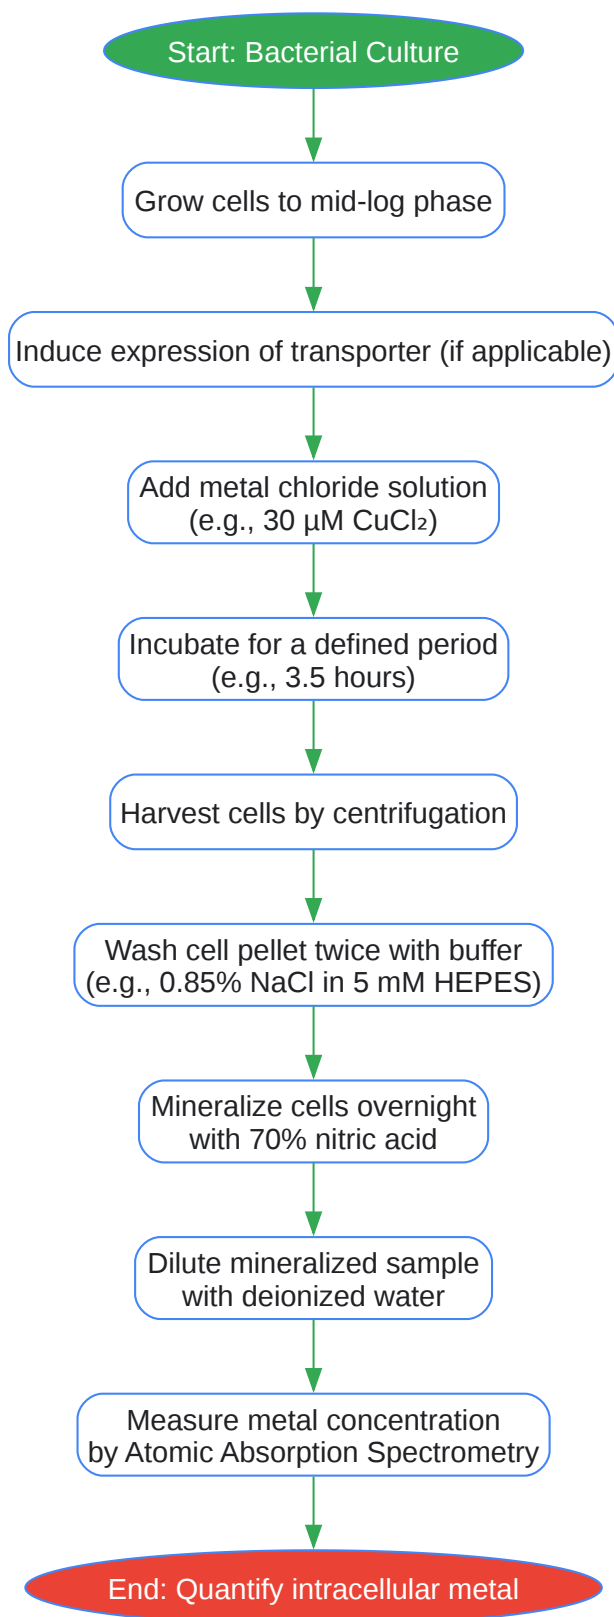 Start: Bacterial Culture
Grow cells to mid-log phase
Induce expression of transporter (if applicable)
Add metal chloride solution
(e.g., 30 µM CuCl₂)
Incubate for a defined period
(e.g., 3.5 hours)
Harvest cells by centrifugation
Wash cell pellet twice with buffer
(e.g., 0.85% NaCl in 5 mM HEPES)
Mineralize cells overnight
with 70% nitric acid
Dilute mineralized sample
with deionized water
Measure metal concentration
by Atomic Absorption Spectrometry
End: Quantify intracellular metal